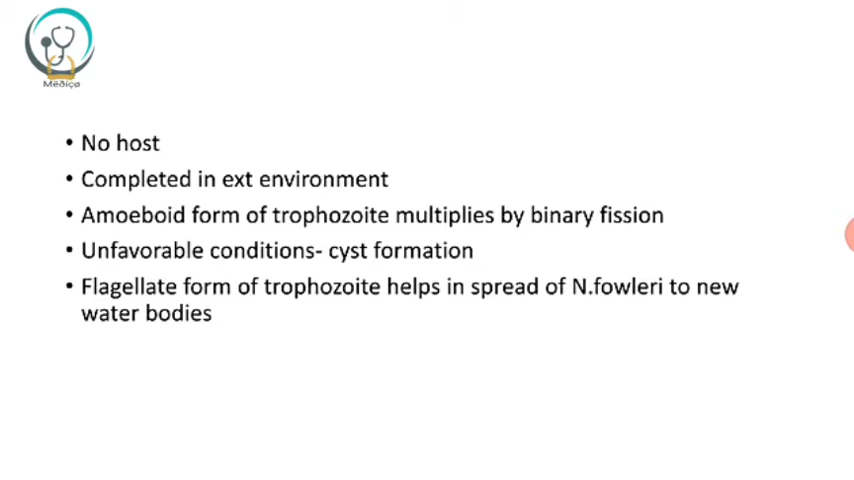 Mëðiçø
• No host
• Completed in ext environment
• Amoeboid form of trophozoite multiplies by binary fission
• Unfavorable conditions- cyst formation
• Flagellate form of trophozoite helps in spread of N.fowleri to new
water bodies